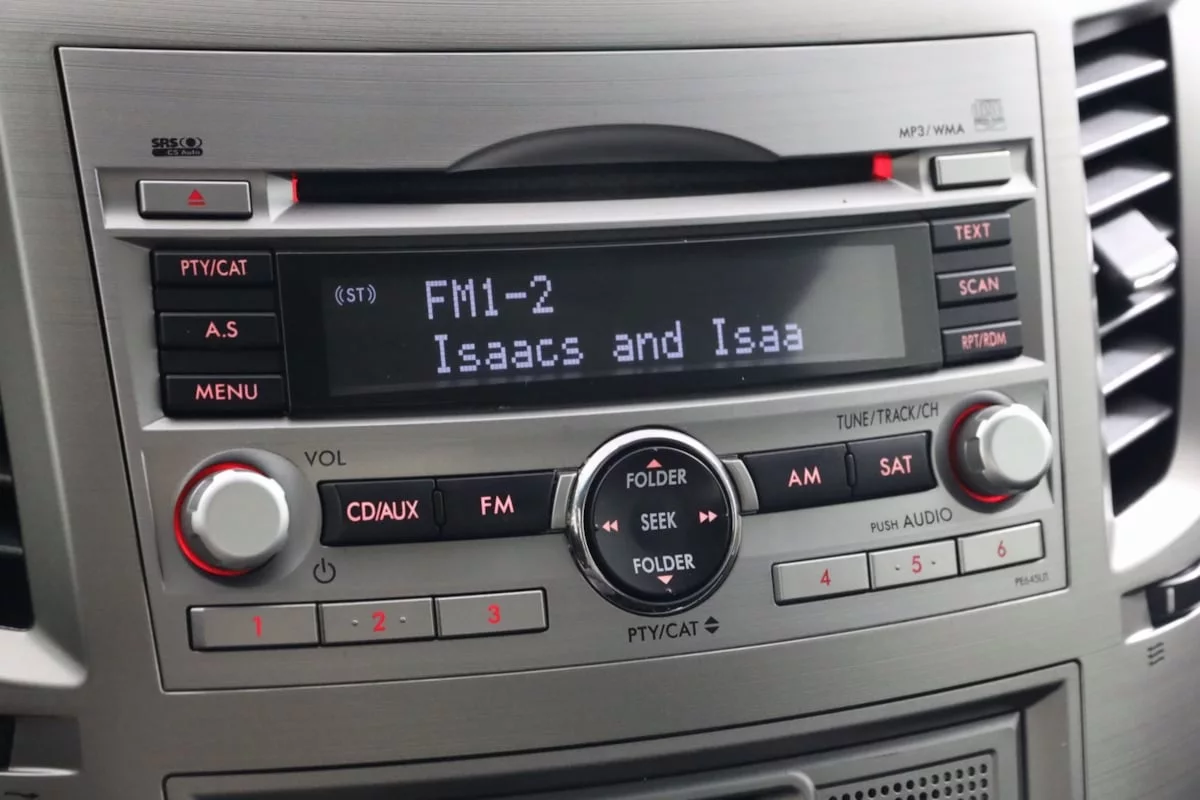 SRS
CS Auto
MP3/WMA
PTY/CAT
A.S
MENU
(ST)
FM1-2
Isaacs and Isaa
TEXT
SCAN
RPT/RDM
VOL
TUNE/TRACK/CH
CD/AUX
FM
FOLDER
SEEK
FOLDER
AM
SAT
PUSH AUDIO
1
· 2 ·
3
4
· 5 ·
6
PTY/CAT